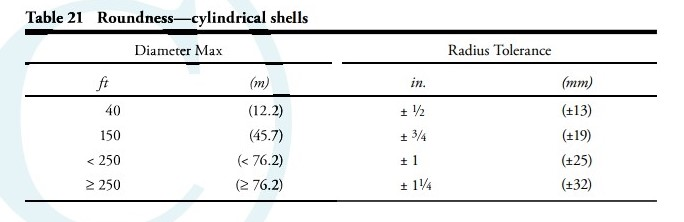 Table 21 Roundness—cylindrical shells
Diameter Max Radius Tolerance
ft (m) in. (mm)
40 (12.2) ± ½ (±13)
150 (45.7) ± ¾ (±19)
< 250 (< 76.2) ± 1 (±25)
≥ 250 (≥ 76.2) ± 1¼ (±32)